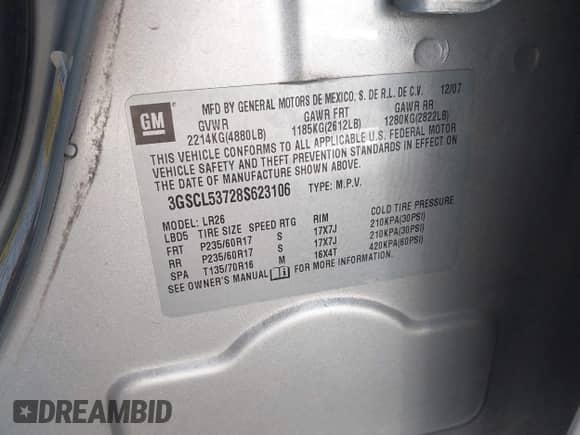 GM
MFD BY GENERAL MOTORS DE MEXICO, S. DE R.L. DE C.V. 12/07
GVWR GAWR FRT GAWR RR
2214KG(4880LB) 1185KG(2612LB) 1280KG(2822LB)
THIS VEHICLE CONFORMS TO ALL APPLICABLE U.S. FEDERAL MOTOR
VEHICLE SAFETY AND THEFT PREVENTION STANDARDS IN EFFECT ON
THE DATE OF MANUFACTURE SHOWN ABOVE.
3GSCL53728S623106 TYPE: M.P.V.
MODEL: LR26
LBD5 TIRE SIZE SPEED RTG RIM COLD TIRE PRESSURE
FRT P235/60R17 S 17X7J 210KPA(30PSI)
RR P235/60R17 S 17X7J 210KPA(30PSI)
SPA T135/70R16 M 16X4T 420KPA(60PSI)
SEE OWNER'S MANUAL FOR MORE INFORMATION.
DREAMBID